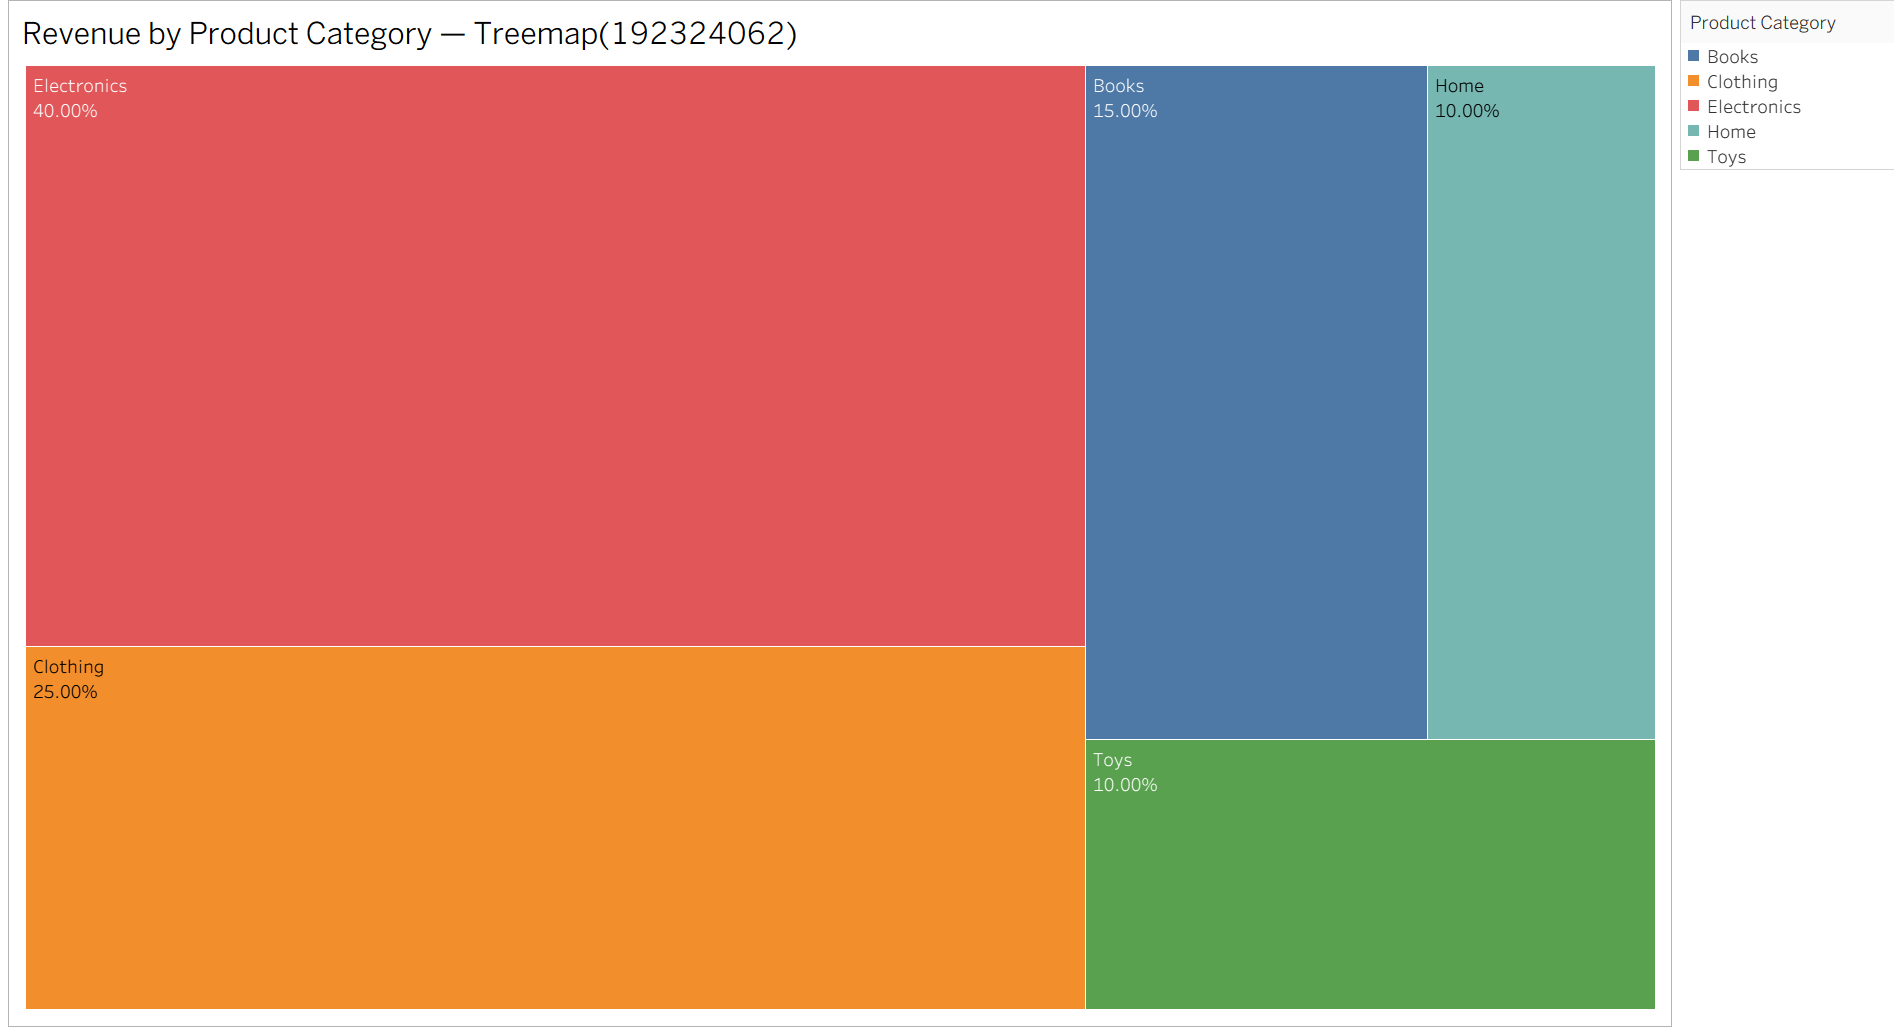 Revenue by Product Category — Treemap(192324062)
Electronics
40.00%
Clothing
25.00%
Books
15.00%
Home
10.00%
Toys
10.00%
Product Category
Books
Clothing
Electronics
Home
Toys